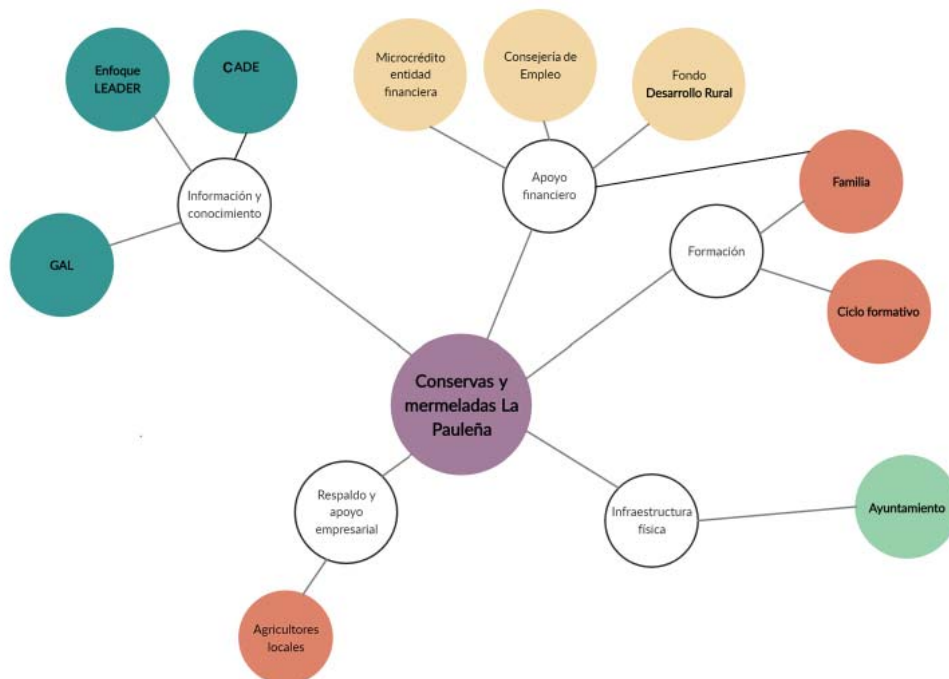 Enfoque
LEADER
CADE
Microcrédito
entidad
financiera
Consejería de
Empleo
Fondo
Desarrollo Rural
Información y
conocimiento
Apoyo
financiero
Familia
GAL
Formación
Ciclo formativo
Conservas y
mermeladas La
Pauleña
Respaldo y
apoyo
empresarial
Infraestructura
física
Ayuntamiento
Agricultores
locales